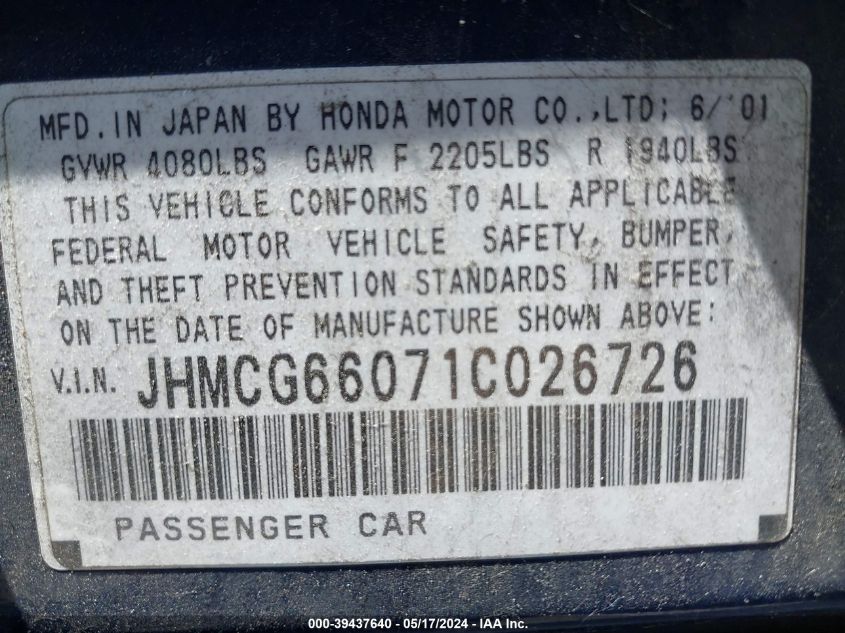 MFD.IN JAPAN BY HONDA MOTOR CO.,LTD; 6/'01
GVWR 4080LBS GAWR F 2205LBS R 1940LBS
THIS VEHICLE CONFORMS TO ALL APPLICABLE
FEDERAL MOTOR VEHICLE SAFETY, BUMPER,
AND THEFT PREVENTION STANDARDS IN EFFECT
ON THE DATE OF MANUFACTURE SHOWN ABOVE:
V.I.N. JHMCG66071C026726
PASSENGER CAR
000-39437640 - 05/17/2024 - IAA Inc.